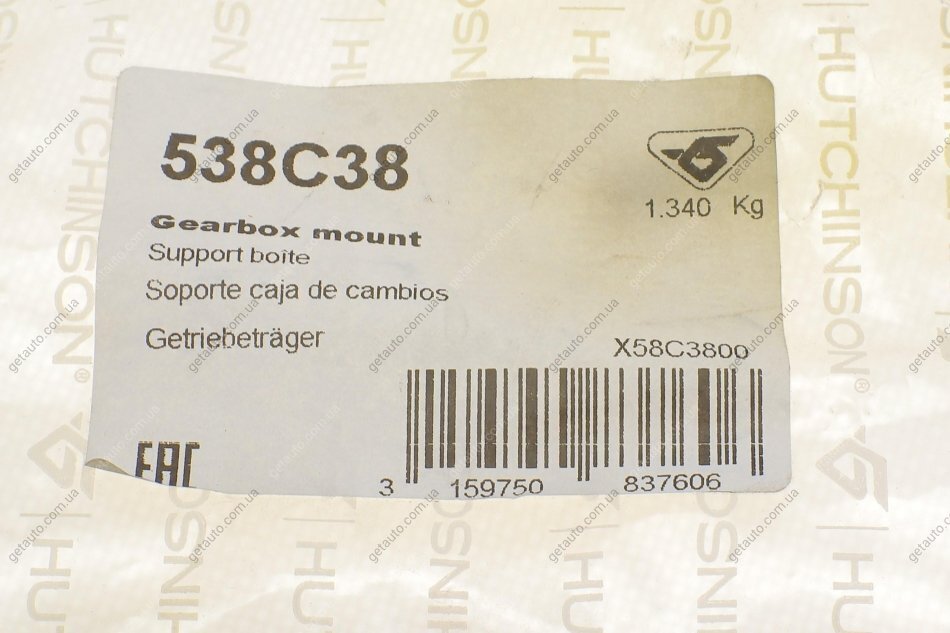 538C38
1.340 Kg
Gearbox mount
Support boîte
Soporte caja de cambios
Getriebeträger
X58C3800
EAC
3 159750 837606
HUTCHINSON®
getauto.com.ua